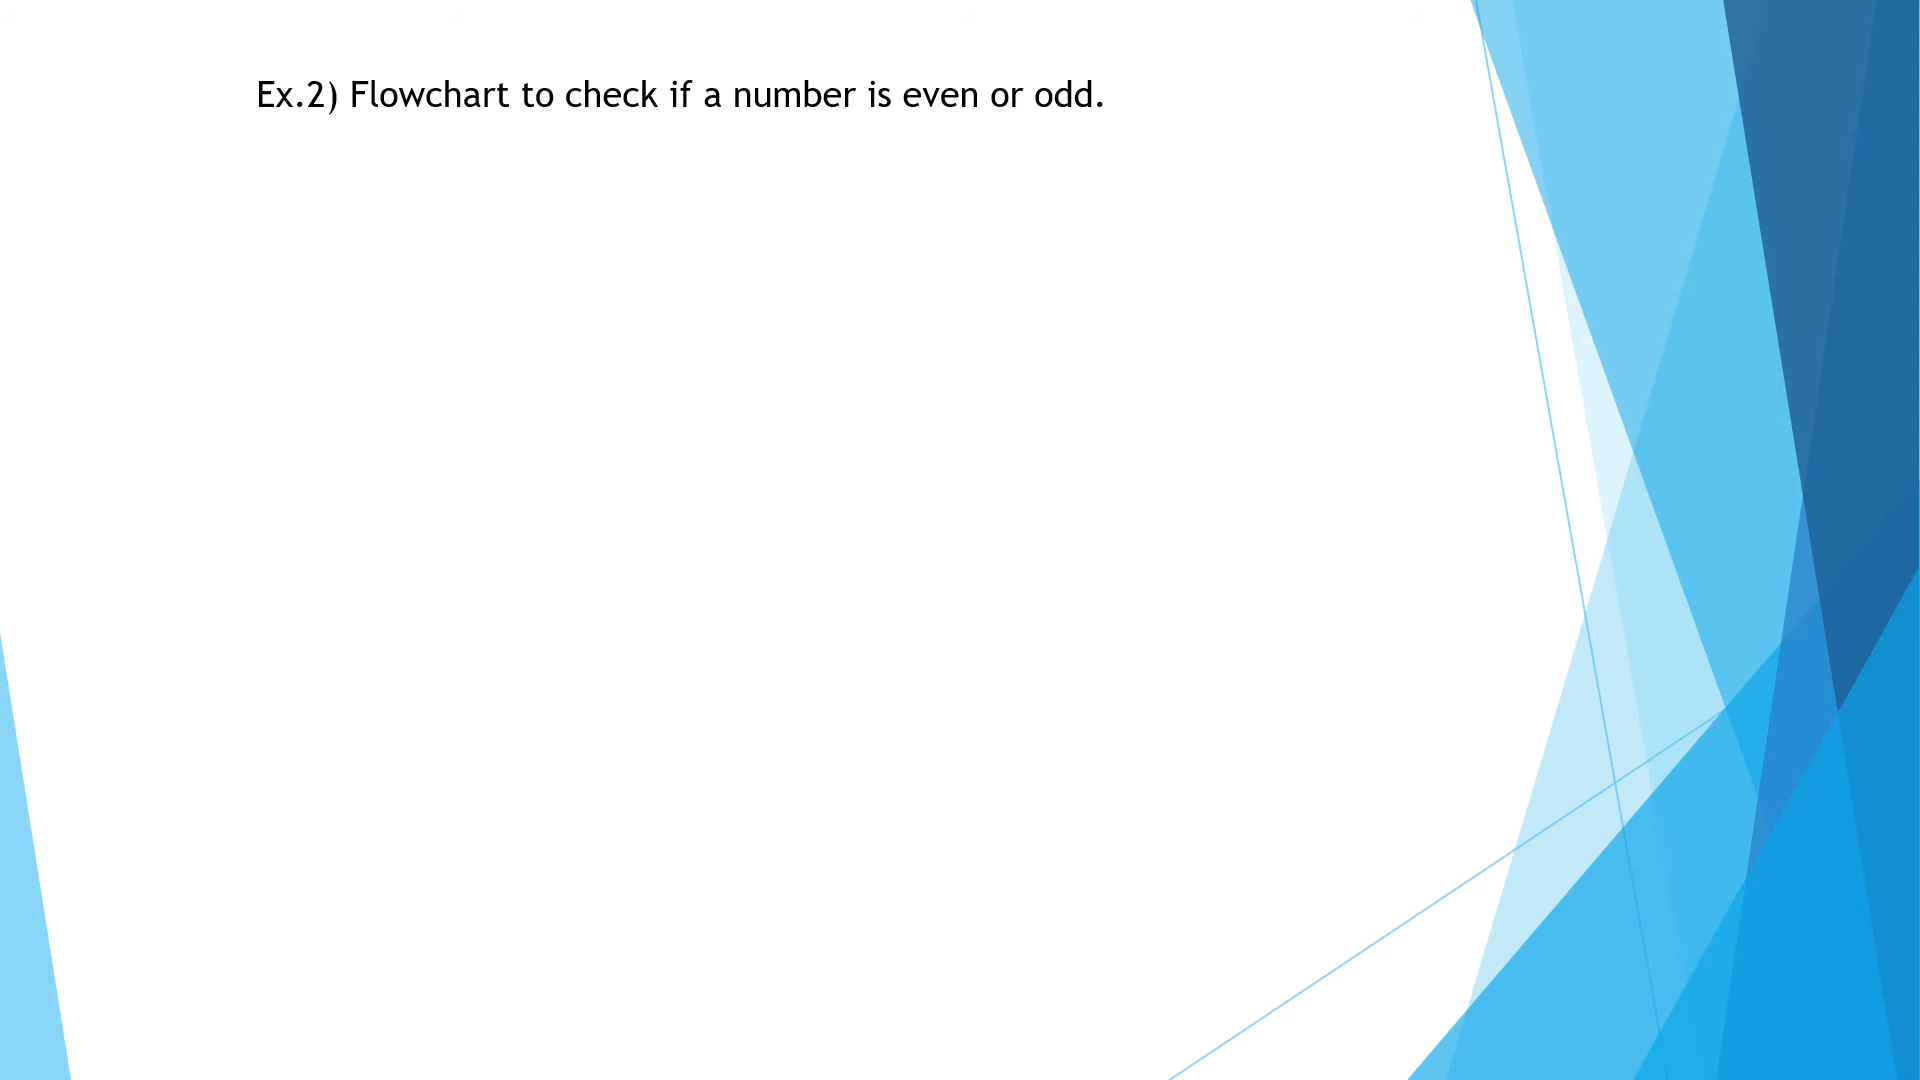 Ex.2) Flowchart to check if a number is even or odd.